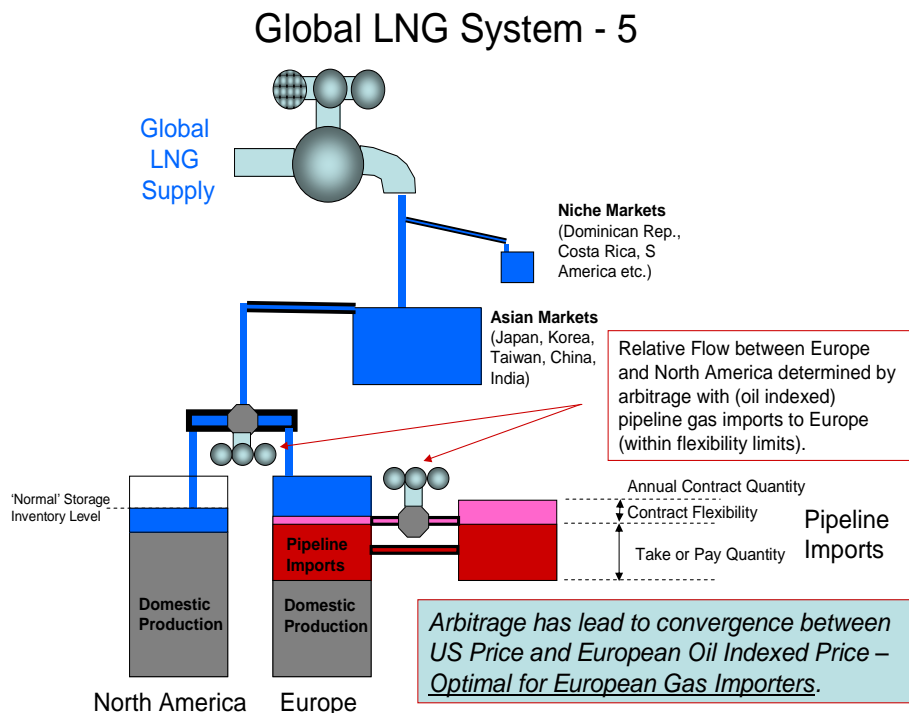 Global LNG System - 5
Global
LNG
Supply
Niche Markets
(Dominican Rep.,
Costa Rica, S
America etc.)
Asian Markets
(Japan, Korea,
Taiwan, China,
India)
Relative Flow between Europe
and North America determined by
arbitrage with (oil indexed)
pipeline gas imports to Europe
(within flexibility limits).
'Normal' Storage
Inventory Level
Annual Contract Quantity
Contract Flexibility
Take or Pay Quantity
Pipeline
Imports
Pipeline
Imports
Domestic
Production
Domestic
Production
North America
Europe
Arbitrage has lead to convergence between
US Price and European Oil Indexed Price –
Optimal for European Gas Importers.